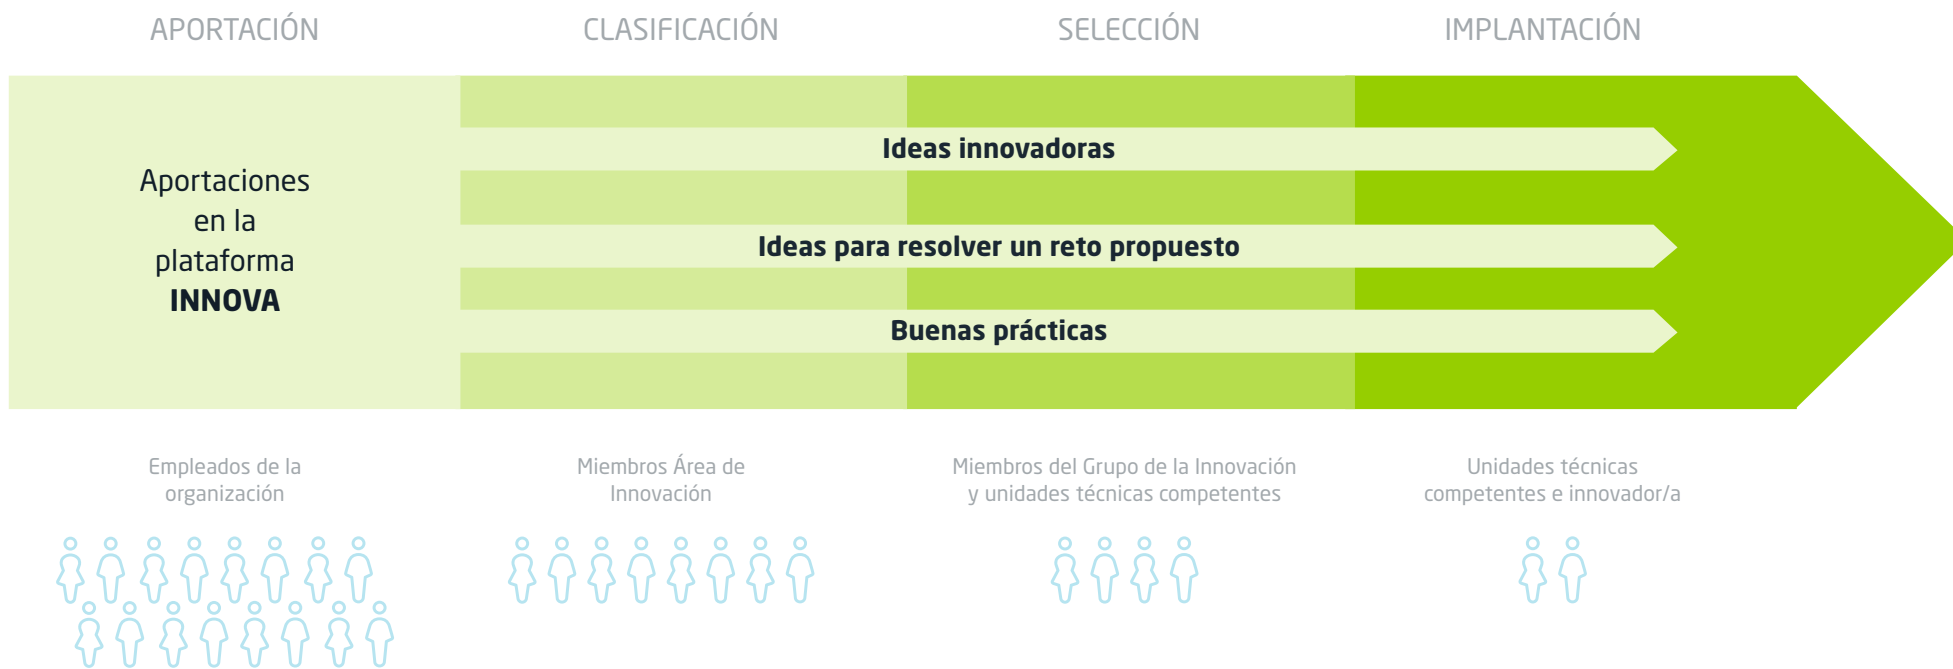 APORTACIÓN
CLASIFICACIÓN
SELECCIÓN
IMPLANTACIÓN
Aportaciones
en la
plataforma
INNOVA
Ideas innovadoras
Ideas para resolver un reto propuesto
Buenas prácticas
Empleados de la
organización
Miembros Área de
Innovación
Miembros del Grupo de la Innovación
y unidades técnicas competentes
Unidades técnicas
competentes e innovador/a